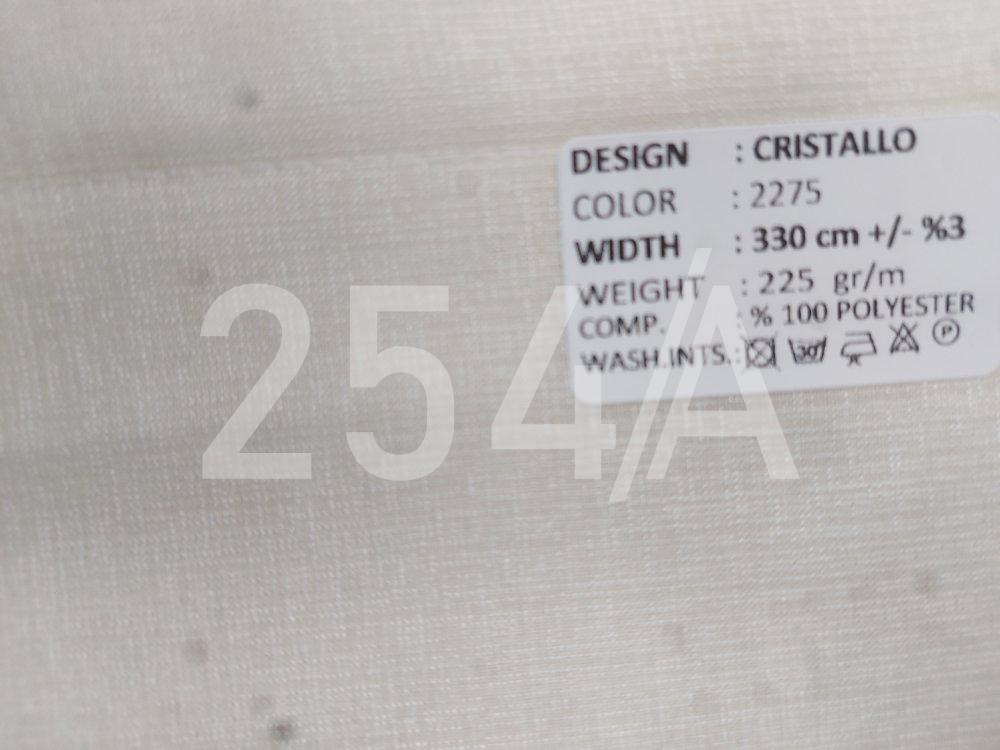 DESIGN : CRISTALLO
COLOR : 2275
WIDTH : 330 cm +/- %3
WEIGHT : 225 gr/m
COMP. : % 100 POLYESTER
WASH.INTS.:
254/A